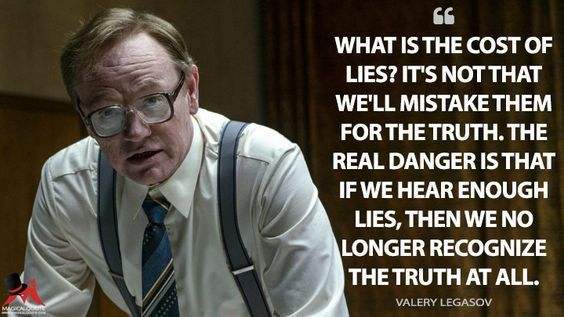 WHAT IS THE COST OF
LIES? IT'S NOT THAT
WE'LL MISTAKE THEM
FOR THE TRUTH. THE
REAL DANGER IS THAT
IF WE HEAR ENOUGH
LIES, THEN WE NO
LONGER RECOGNIZE
THE TRUTH AT ALL.
VALERY LEGASOV
MAGICALQUOTE